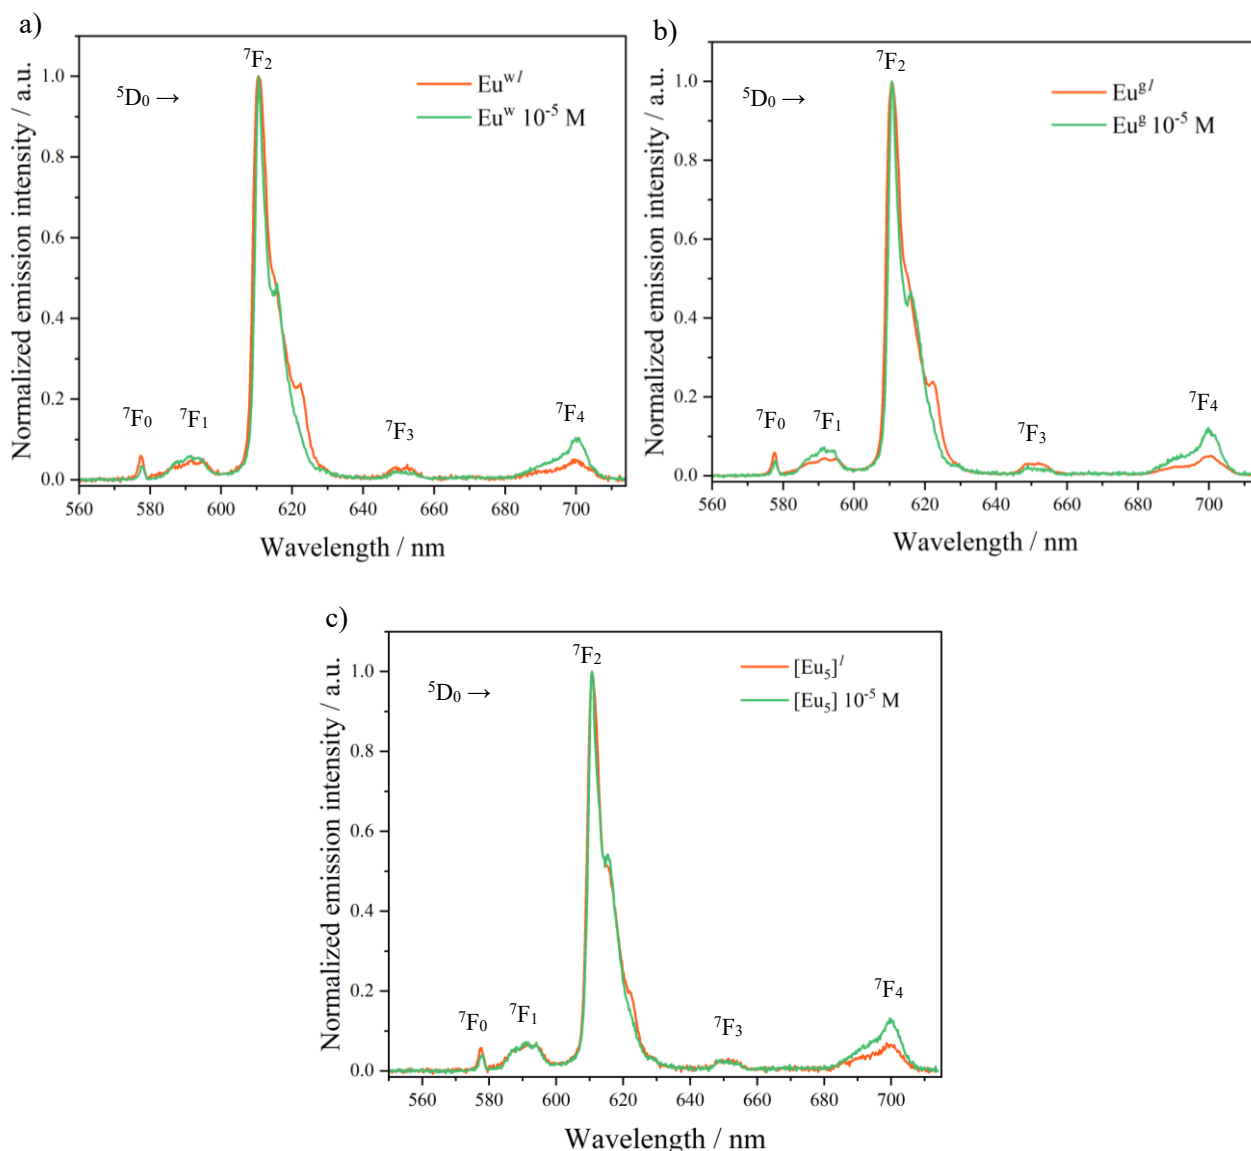 a)
⁷F₂
⁵D₀ →
Euʷˡ
Euʷ 10⁻⁵ M
⁷F₀
⁷F₁
⁷F₃
⁷F₄
Normalized emission intensity / a.u.
1.0
0.8
0.6
0.4
0.2
0.0
560 580 600 620 640 660 680 700
Wavelength / nm
b)
⁷F₂
⁵D₀ →
Euᵍˡ
Euᵍ 10⁻⁵ M
⁷F₀
⁷F₁
⁷F₃
⁷F₄
Normalized emission intensity / a.u.
1.0
0.8
0.6
0.4
0.2
0.0
560 580 600 620 640 660 680 700
Wavelength / nm
c)
⁷F₂
⁵D₀ →
[Eu₅]ˡ
[Eu₅] 10⁻⁵ M
⁷F₀
⁷F₁
⁷F₃
⁷F₄
Normalized emission intensity / a.u.
1.0
0.8
0.6
0.4
0.2
0.0
560 580 600 620 640 660 680 700
Wavelength / nm